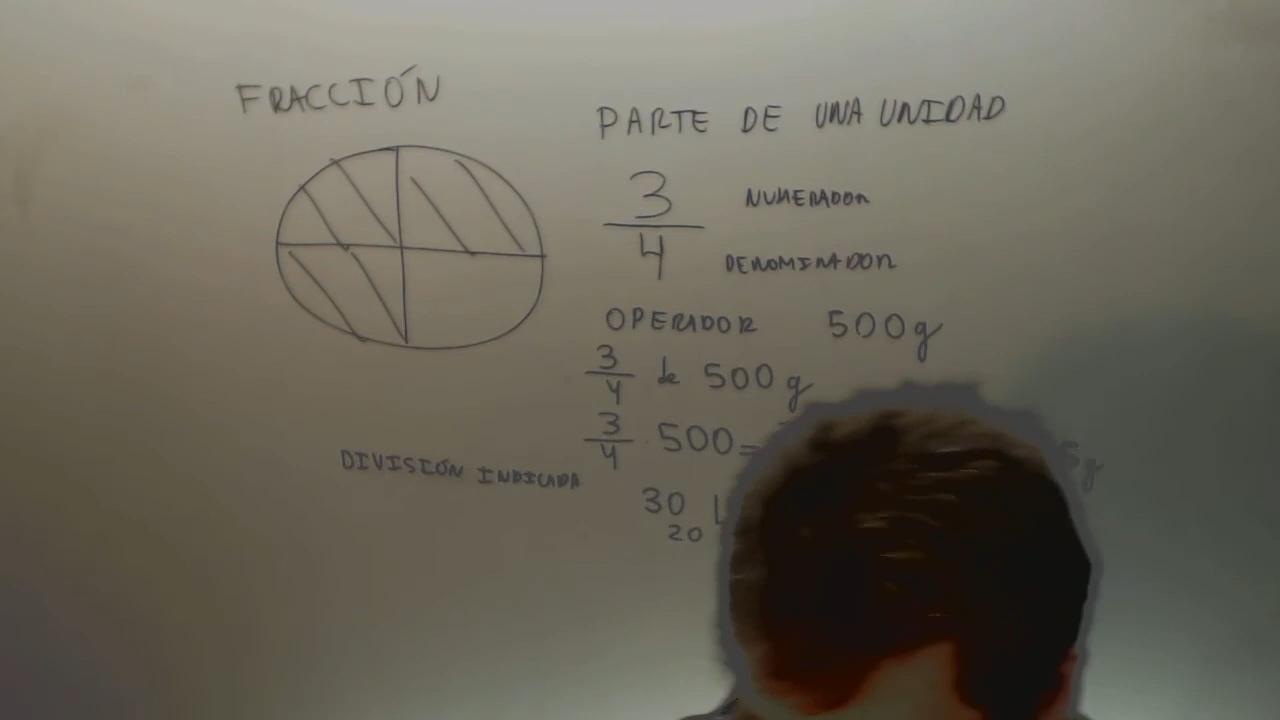 FRACCIÓN
PARTE DE UNA UNIDAD
3
4
NUMERADOR
DENOMINADOR
OPERADOR 500g
3/4 de 500 g
3/4 · 500 =
5g
DIVISIÓN INDICADA
30
20